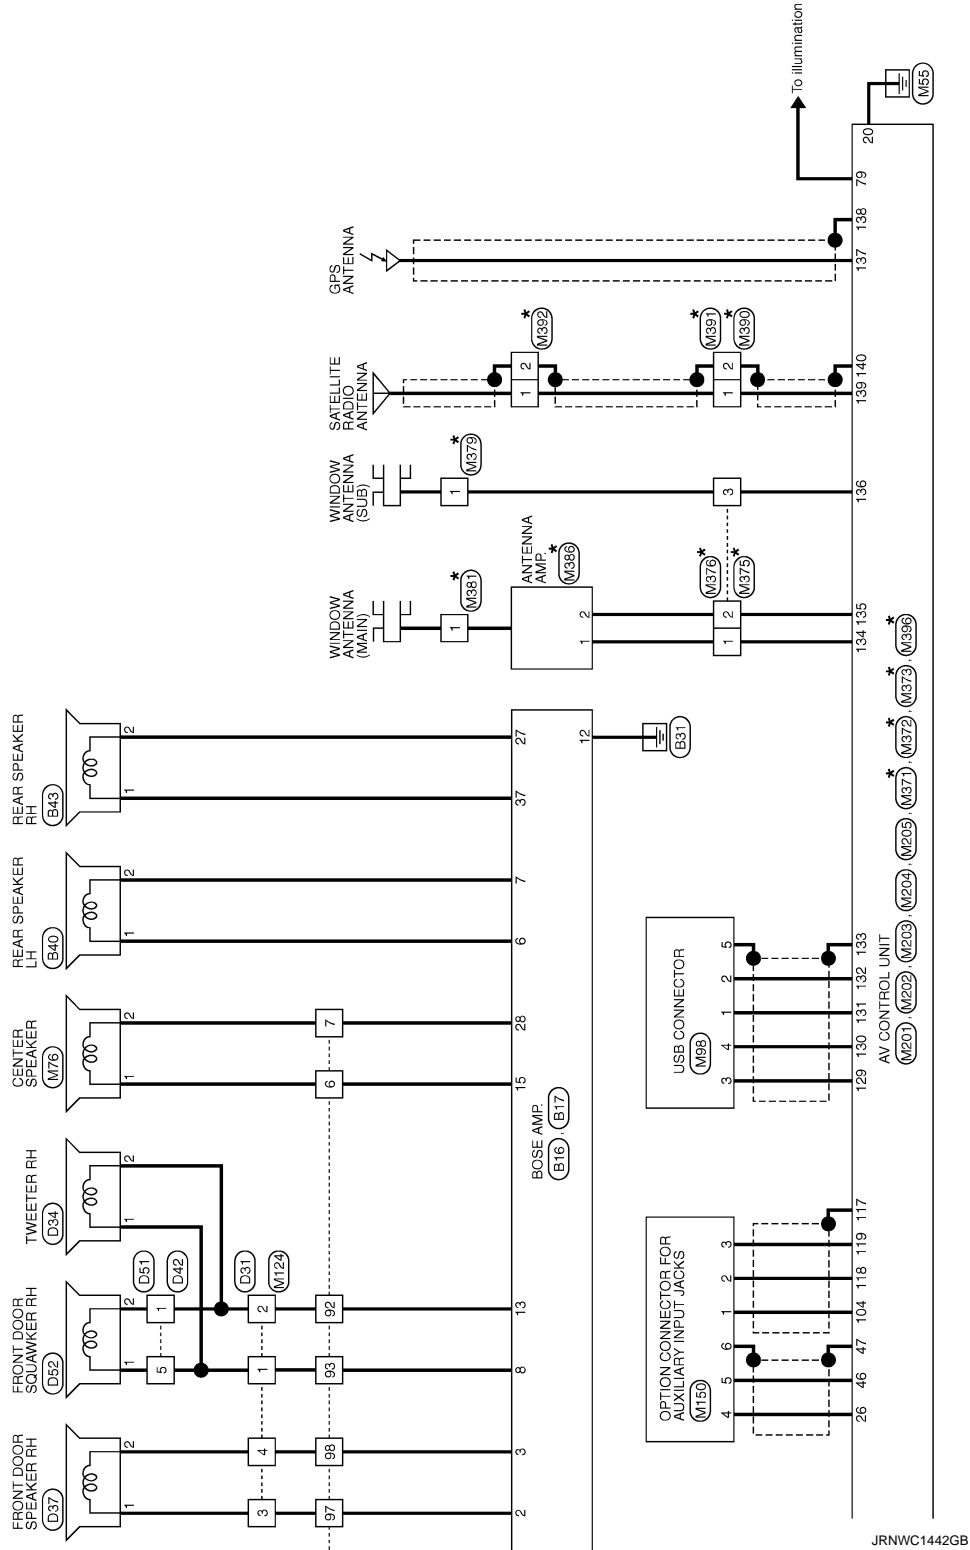 FRONT DOOR
SPEAKER RH
D37
1
2
3
4
97
98
2
3
FRONT DOOR
SQUAWKER RH
D52
1
2
5
1
D51
D42
1
2
D31
M124
93
92
8
13
TWEETER RH
D34
1
2
CENTER
SPEAKER
M76
1
2
6
7
15
28
REAR SPEAKER
LH
B40
1
2
6
7
REAR SPEAKER
RH
B43
1
2
37
27
BOSE AMP.
B16 , B17
12
B31
WINDOW
ANTENNA
(MAIN)
1
* M381
ANTENNA
AMP.
* M386
1
2
1
2
* M376
* M375
134
135
WINDOW
ANTENNA
(SUB)
1
* M379
3
136
SATELLITE
RADIO
ANTENNA
1
2
* M392
1
2
* M391
* M390
139
140
GPS
ANTENNA
137
138
79
To illumination
20
M55
OPTION CONNECTOR FOR
AUXILIARY INPUT JACKS
M150
4
5
6
1
2
3
26
46
47
104
118
119
117
USB CONNECTOR
M98
3
4
1
2
5
129
130
131
132
133
AV CONTROL UNIT
M201 , M202 , M203 , M204 , M205 , M371 * , M372 * , M373 * , M396 *
JRNWC1442GB